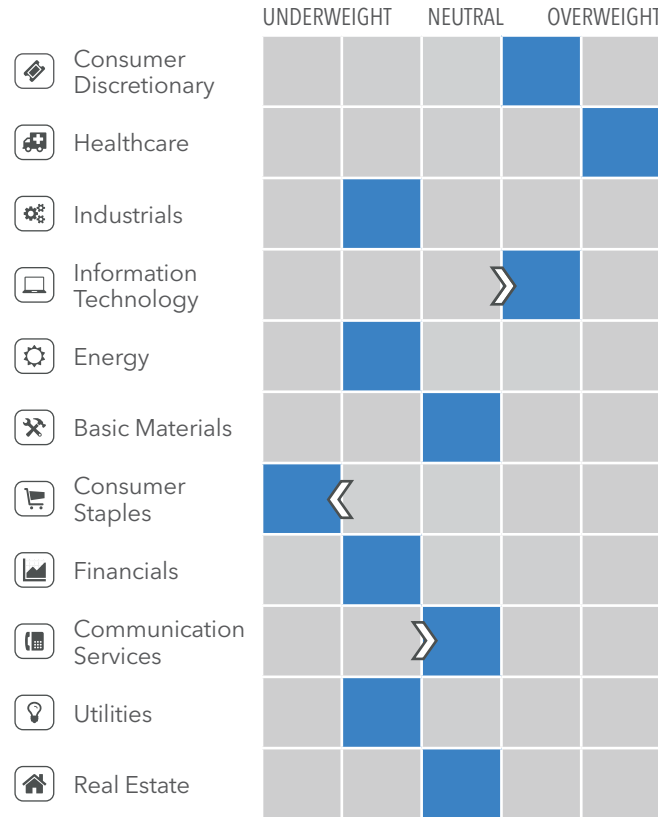 UNDERWEIGHT NEUTRAL OVERWEIGHT
Consumer
Discretionary
Healthcare
Industrials
Information
Technology
Energy
Basic Materials
Consumer
Staples
Financials
Communication
Services
Utilities
Real Estate